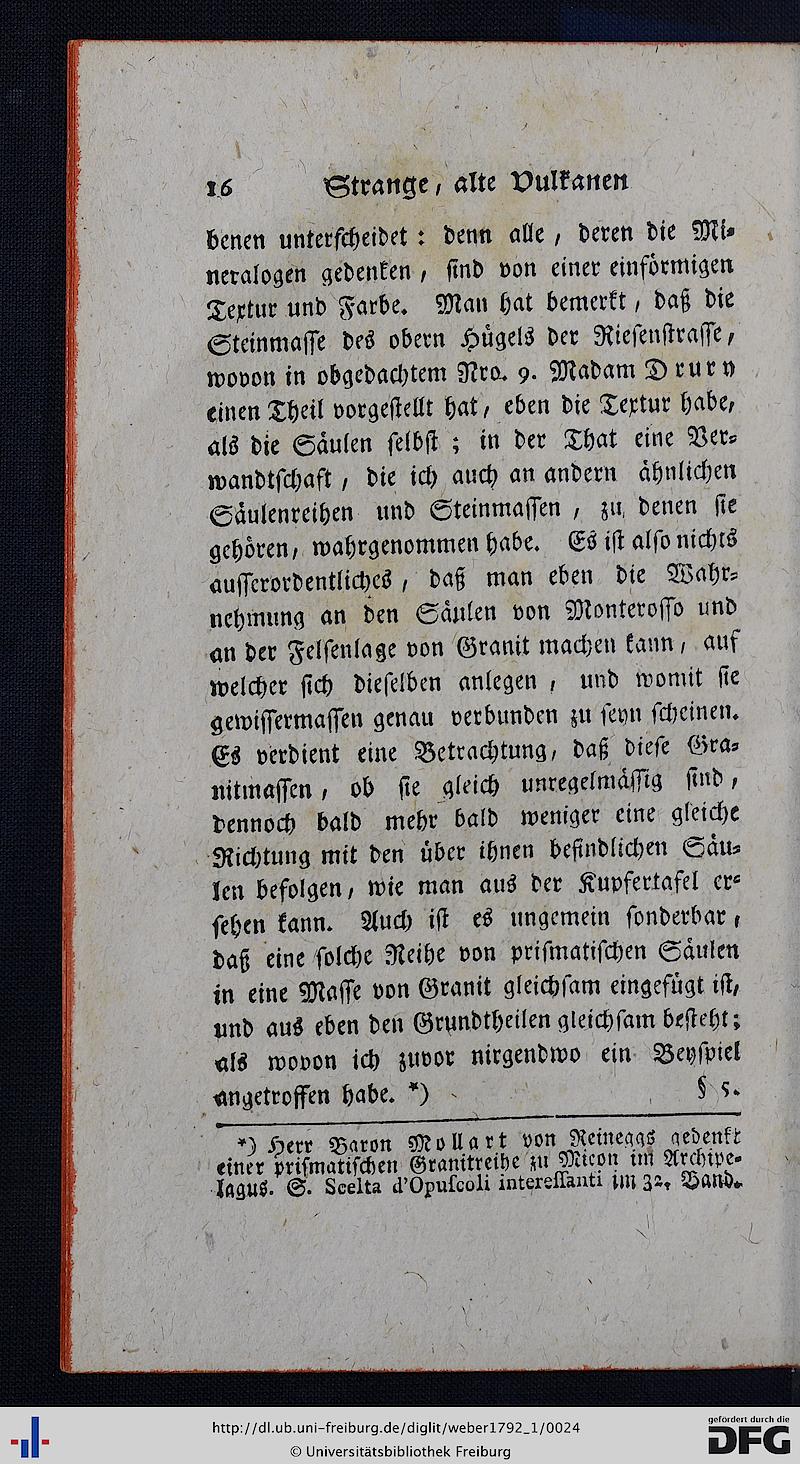 16 Strange, alte Vulkanen
benen unterscheidet: denn alle, deren die Mi-
neralogen gedenken, sind von einer einförmigen
Textur und Farbe. Man hat bemerkt, daß die
Steinmasse des obern Hügels der Riesenstrasse,
wovon in obgedachtem Nro. 9. Madam Drury
einen Theil vorgestellt hat, eben die Textur habe,
als die Säulen selbst; in der That eine Ver-
wandtschaft, die ich auch an andern ähnlichen
Säulenreihen und Steinmassen, zu denen sie
gehören, wahrgenommen habe. Es ist also nichts
ausserordentliches, daß man eben die Wahr-
nehmung an den Säulen von Monterosso und
an der Felsenlage von Granit machen kann, auf
welcher sich dieselben anlegen, und womit sie
gewissermassen genau verbunden zu seyn scheinen.
Es verdient eine Betrachtung, daß diese Gra-
nitmassen, ob sie gleich unregelmässig sind,
dennoch bald mehr bald weniger eine gleiche
Richtung mit den über ihnen befindlichen Säu-
len befolgen, wie man aus der Kupfertafel er-
sehen kann. Auch ist es ungemein sonderbar,
daß eine solche Reihe von prismatischen Säulen
in eine Masse von Granit gleichsam eingefügt ist,
und aus eben den Grundtheilen gleichsam besteht;
als wovon ich zuvor nirgendwo ein Beyspiel
angetroffen habe. *) § 5.
*) Herr Baron Mollart von Reineggs gedenkt
einer prismatischen Granitreihe zu Micon im Archipe-
lagus. S. Scelta d'Opuscoli interessanti im 32. Band.
http://dl.ub.uni-freiburg.de/diglit/weber1792_1/0024
© Universitätsbibliothek Freiburg
gefördert durch die
DFG